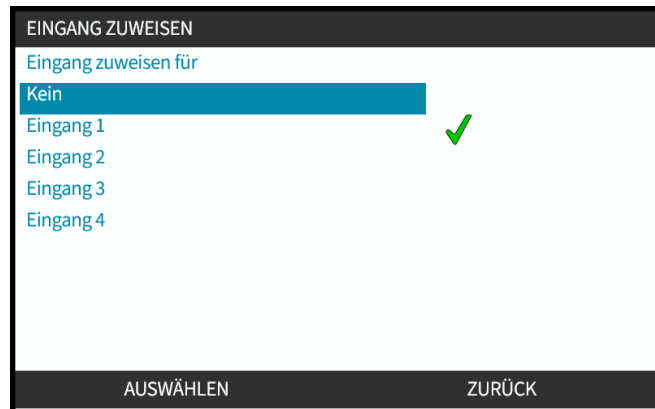 EINGANG ZUWEISEN
Eingang zuweisen für
Kein
Eingang 1
Eingang 2
Eingang 3
Eingang 4
AUSWÄHLEN ZURÜCK